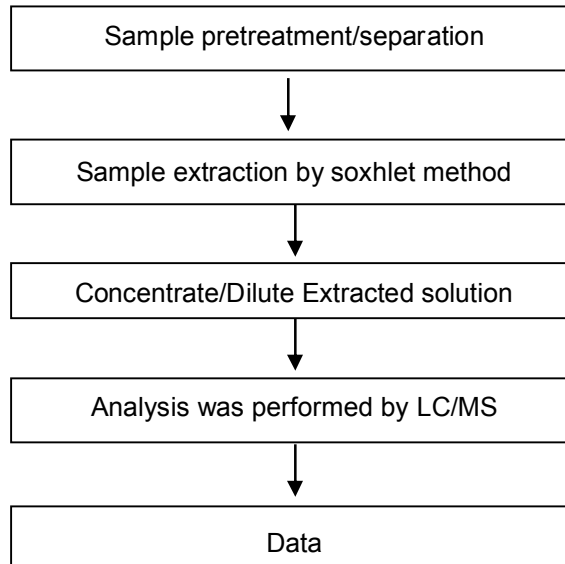 Sample pretreatment/separation
Sample extraction by soxhlet method
Concentrate/Dilute Extracted solution
Analysis was performed by LC/MS
Data